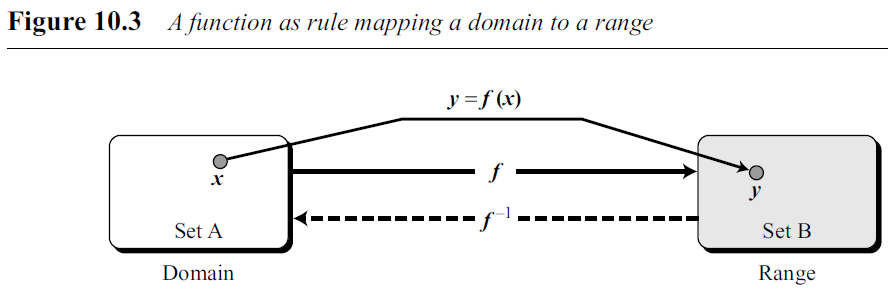 Figure 10.3 A function as rule mapping a domain to a range
y = f (x)
x
f
y
f⁻¹
Set A
Set B
Domain
Range